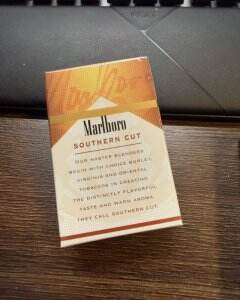 Marlboro
SOUTHERN CUT
OUR MASTER BLENDERS
BEGIN WITH CHOICE BURLEY,
VIRGINIA AND ORIENTAL
TOBACCOS IN CREATING
THE DISTINCTLY FLAVORFUL
TASTE AND WARM AROMA
THEY CALL SOUTHERN CUT.